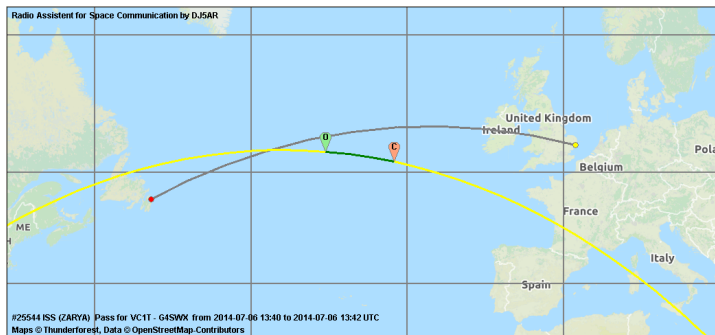 Radio Assistent for Space Communication by DJ5AR
O
C
United Kingdom
Ireland
Belgium
Pola
France
ME
H
Italy
Spain
#25544 ISS (ZARYA) Pass for VC1T - G4SWX from 2014-07-06 13:40 to 2014-07-06 13:42 UTC
Maps © Thunderforest, Data © OpenStreetMap-Contributors